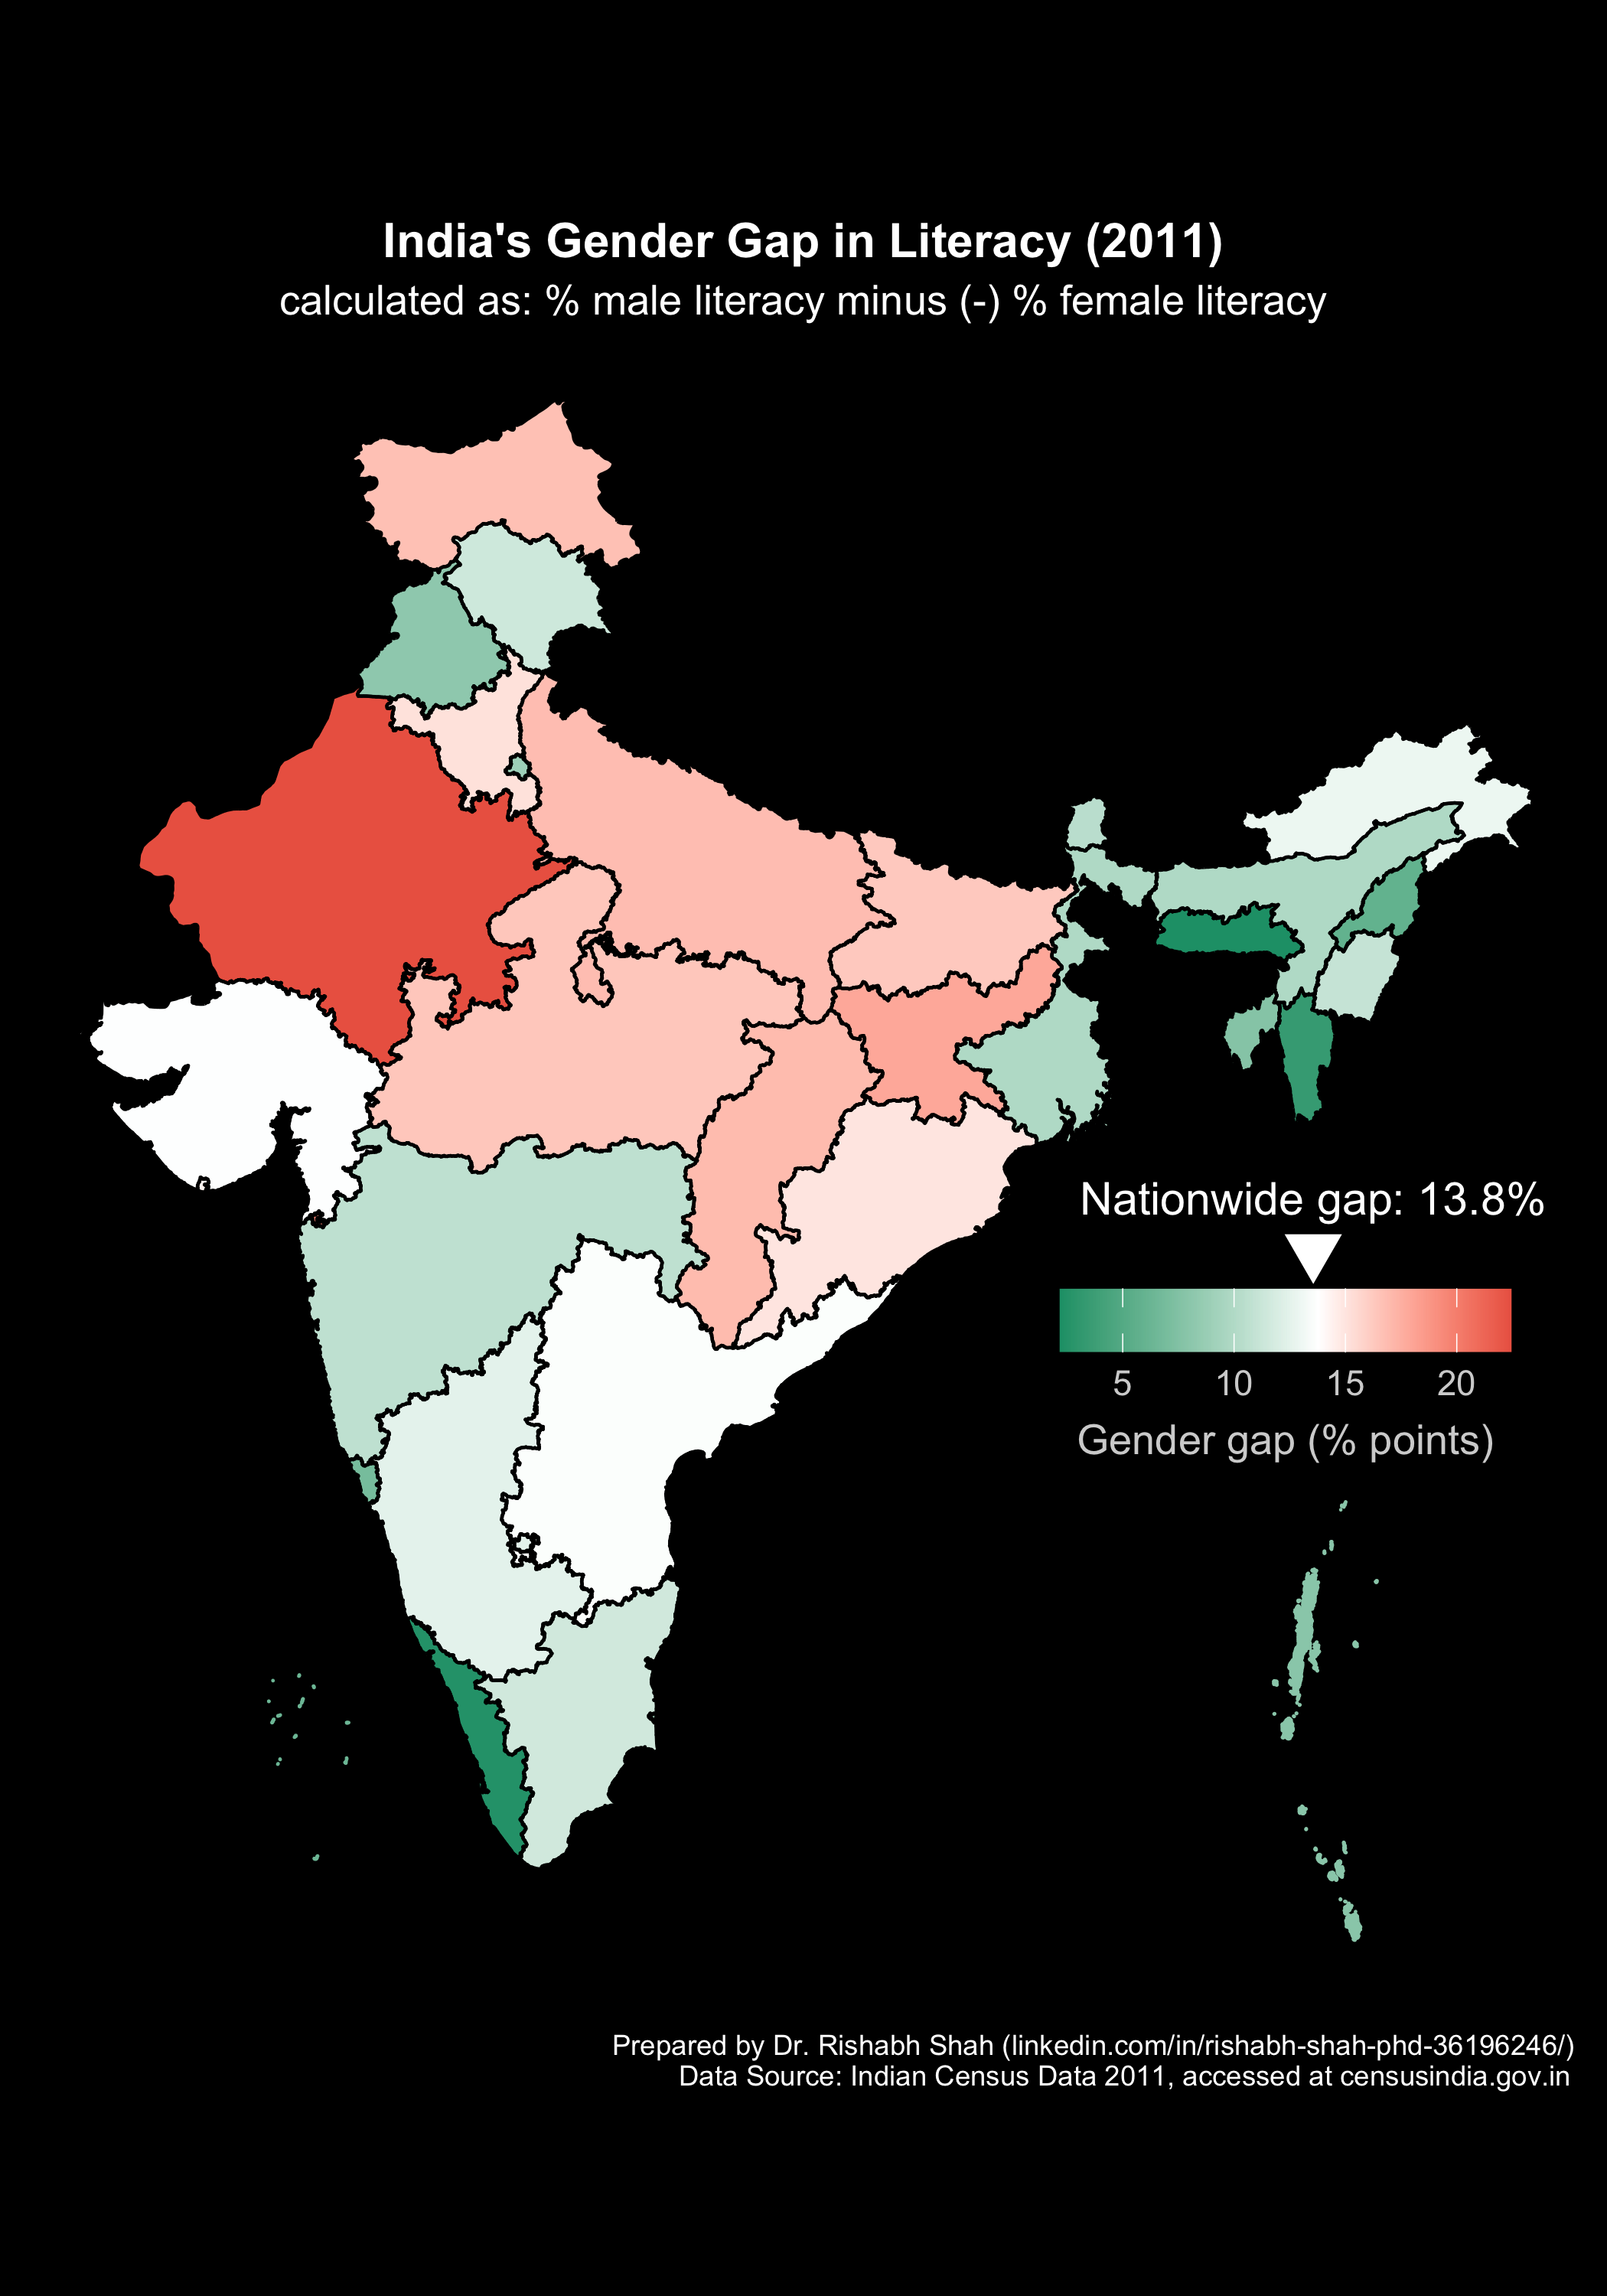 India's Gender Gap in Literacy (2011)
calculated as: % male literacy minus (-) % female literacy
Nationwide gap: 13.8%
5 10 15 20
Gender gap (% points)
Prepared by Dr. Rishabh Shah (linkedin.com/in/rishabh-shah-phd-36196246/)
Data Source: Indian Census Data 2011, accessed at censusindia.gov.in